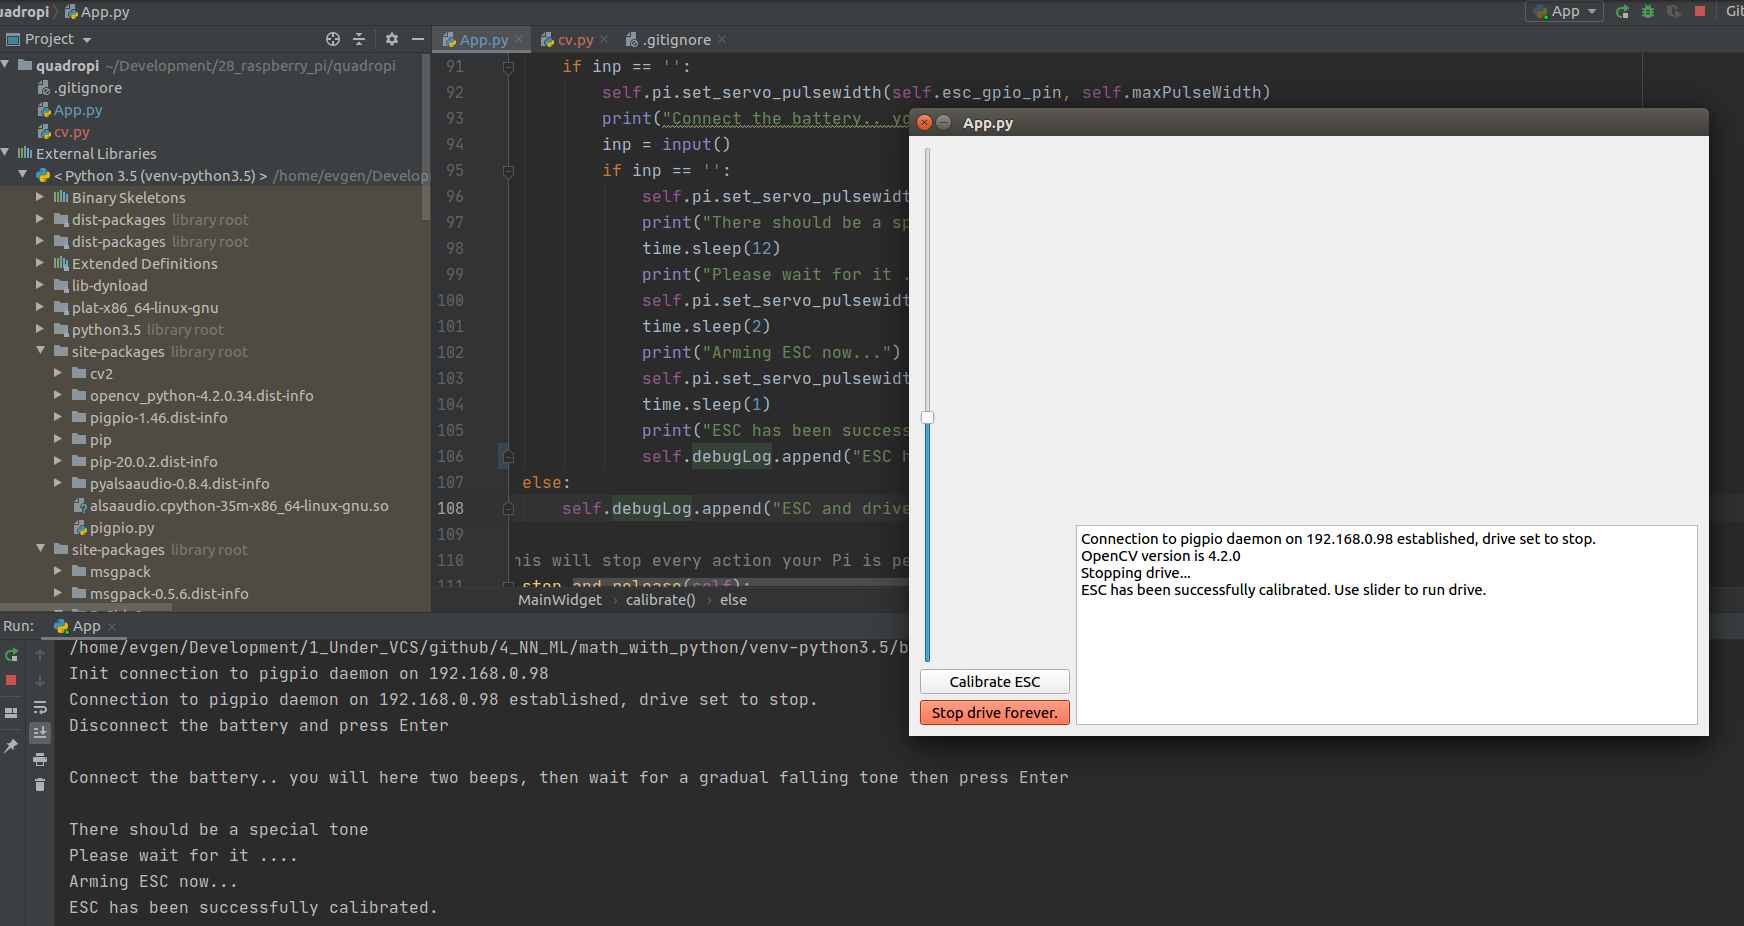 uadropi App.py
App
Git
Project
App.py
cv.py
.gitignore
quadropi ~/Development/28_raspberry_pi/quadropi
.gitignore
App.py
cv.py
External Libraries
< Python 3.5 (venv-python3.5) > /home/evgen/Develop
Binary Skeletons
dist-packages library root
dist-packages library root
Extended Definitions
lib-dynload
plat-x86_64-linux-gnu
python3.5 library root
site-packages library root
cv2
opencv_python-4.2.0.34.dist-info
pigpio-1.46.dist-info
pip
pip-20.0.2.dist-info
pyalsaaudio-0.8.4.dist-info
alsaaudio.cpython-35m-x86_64-linux-gnu.so
pigpio.py
site-packages library root
msgpack
msgpack-0.5.6.dist-info
91 if inp == '':
92 self.pi.set_servo_pulsewidth(self.esc_gpio_pin, self.maxPulseWidth)
93 print("Connect the battery.. yo
94 inp = input()
95 if inp == '':
96 self.pi.set_servo_pulsewidt
97 print("There should be a sp
98 time.sleep(12)
99 print("Please wait for it .
100 self.pi.set_servo_pulsewidt
101 time.sleep(2)
102 print("Arming ESC now...")
103 self.pi.set_servo_pulsewidt
104 time.sleep(1)
105 print("ESC has been success
106 self.debugLog.append("ESC h
107 else:
108 self.debugLog.append("ESC and drive
109
110 his will stop every action your Pi is pe
111 stop_and_release(self):
MainWidget calibrate() else
App.py
Connection to pigpio daemon on 192.168.0.98 established, drive set to stop.
OpenCV version is 4.2.0
Stopping drive...
ESC has been successfully calibrated. Use slider to run drive.
Calibrate ESC
Stop drive forever.
Run: App
/home/evgen/Development/1_Under_VCS/github/4_NN_ML/math_with_python/venv-python3.5/b
Init connection to pigpio daemon on 192.168.0.98
Connection to pigpio daemon on 192.168.0.98 established, drive set to stop.
Disconnect the battery and press Enter
Connect the battery.. you will here two beeps, then wait for a gradual falling tone then press Enter
There should be a special tone
Please wait for it ....
Arming ESC now...
ESC has been successfully calibrated.